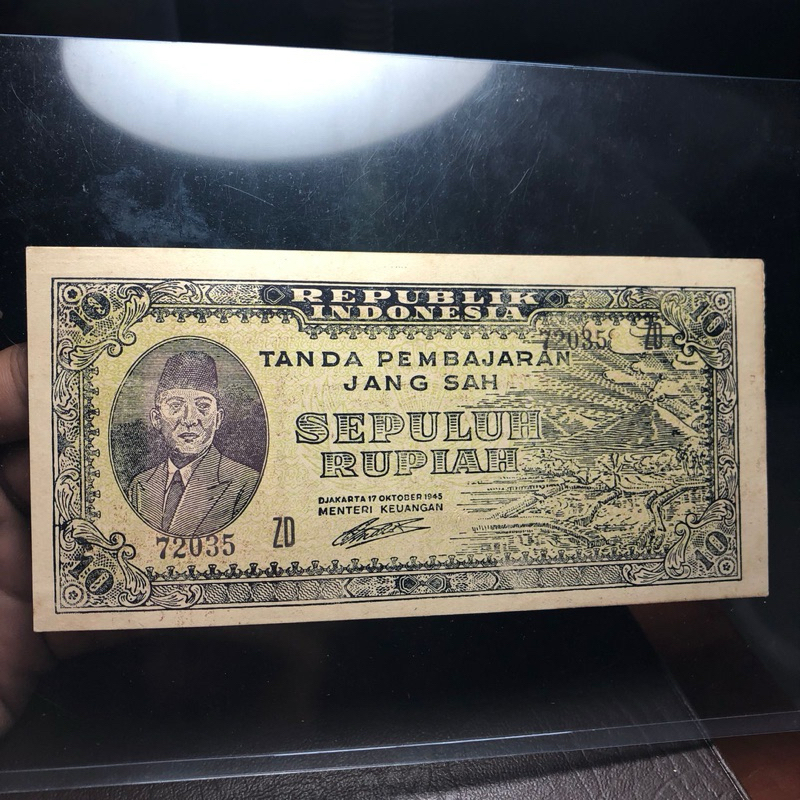 10
REPUBLIK
INDONESIA
10
72035 ZD
TANDA PEMBAJARAN
JANG SAH
SEPULUH
RUPIAH
DJAKARTA 17 OKTOBER 1945
MENTERI KEUANGAN
72035 ZD
10
10